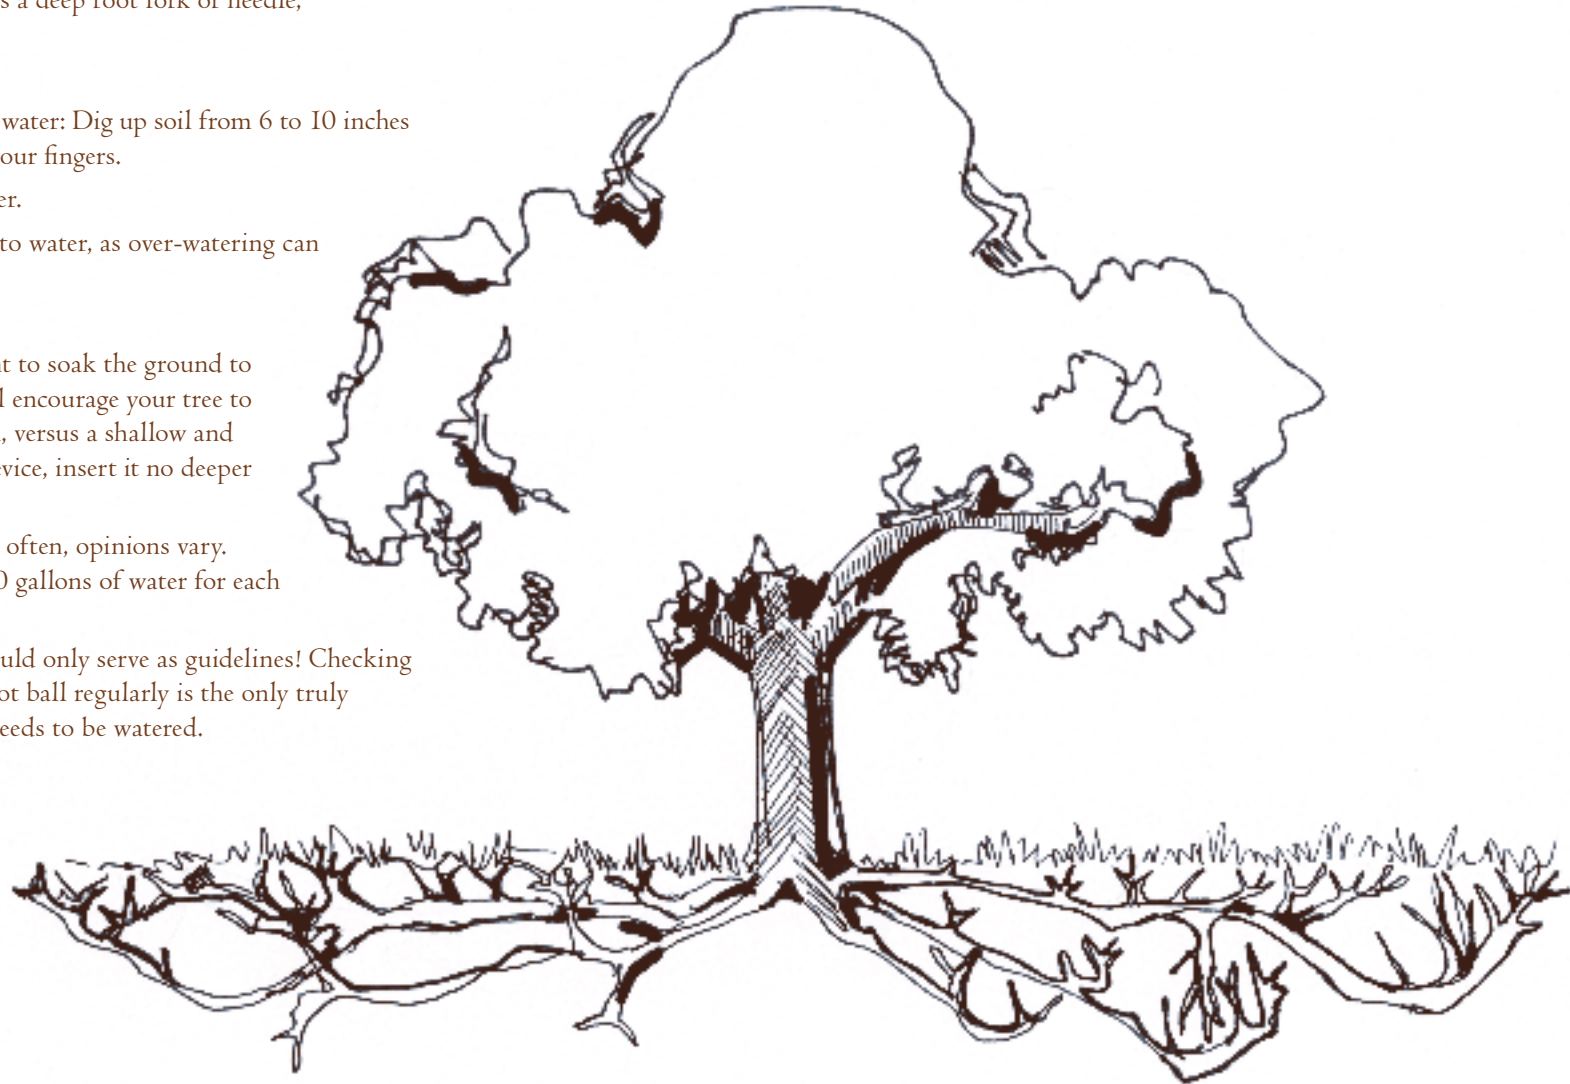 s a deep root fork or needle,
water: Dig up soil from 6 to 10 inches
our fingers.
er.
to water, as over-watering can
t to soak the ground to
l encourage your tree to
, versus a shallow and
evice, insert it no deeper
often, opinions vary.
0 gallons of water for each
uld only serve as guidelines! Checking
ot ball regularly is the only truly
eeds to be watered.